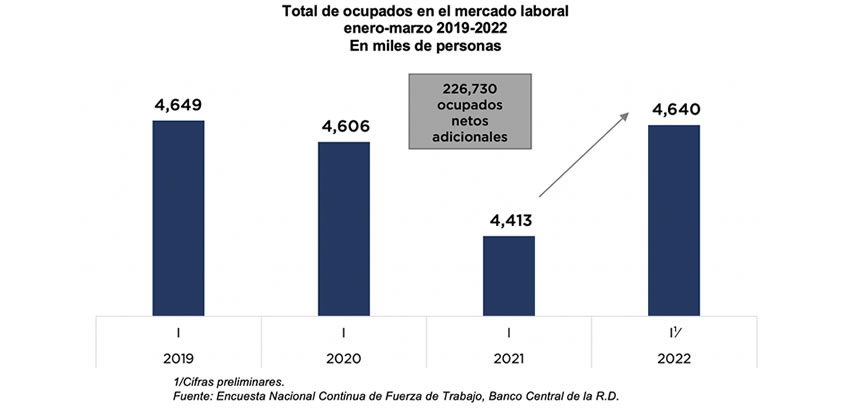 Total de ocupados en el mercado laboral
enero-marzo 2019-2022
En miles de personas
4,649
4,606
226,730
ocupados
netos
adicionales
4,413
4,640
I I I I¹⁄
2019 2020 2021 2022
1/Cifras preliminares.
Fuente: Encuesta Nacional Continua de Fuerza de Trabajo, Banco Central de la R.D.